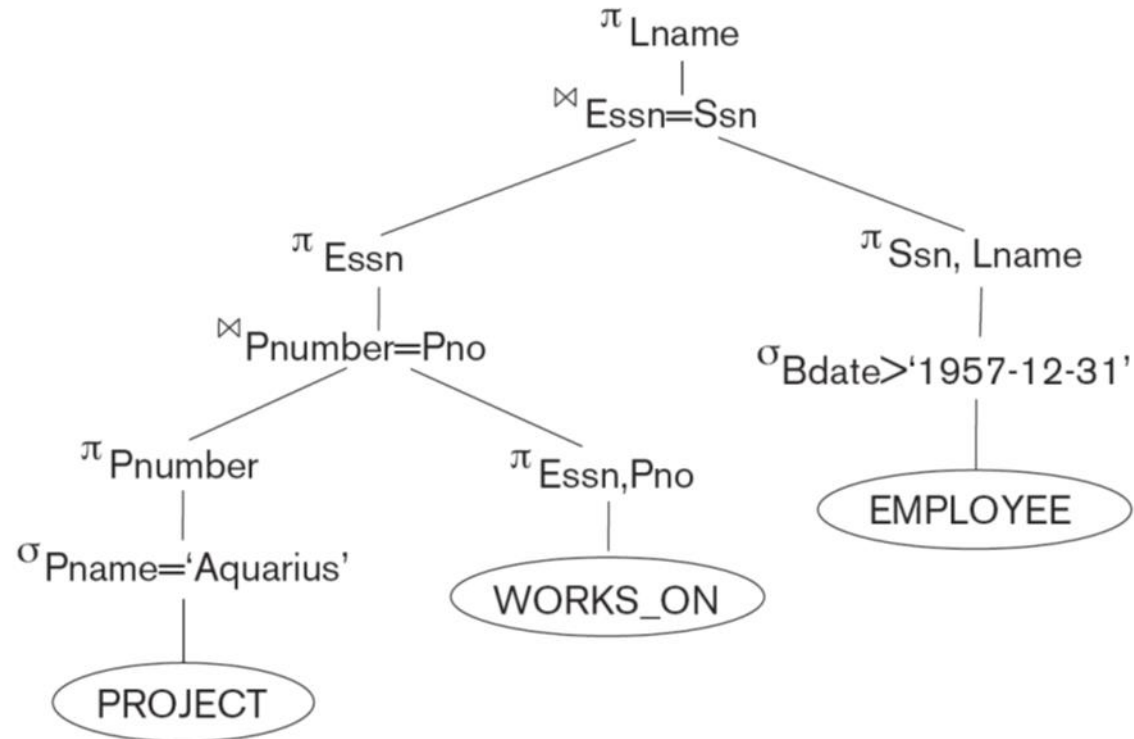 π Lname
⋈ Essn=Ssn
π Essn
π Ssn, Lname
⋈ Pnumber=Pno
σ Bdate>‘1957-12-31’
π Pnumber
π Essn,Pno
EMPLOYEE
σ Pname=‘Aquarius’
WORKS_ON
PROJECT